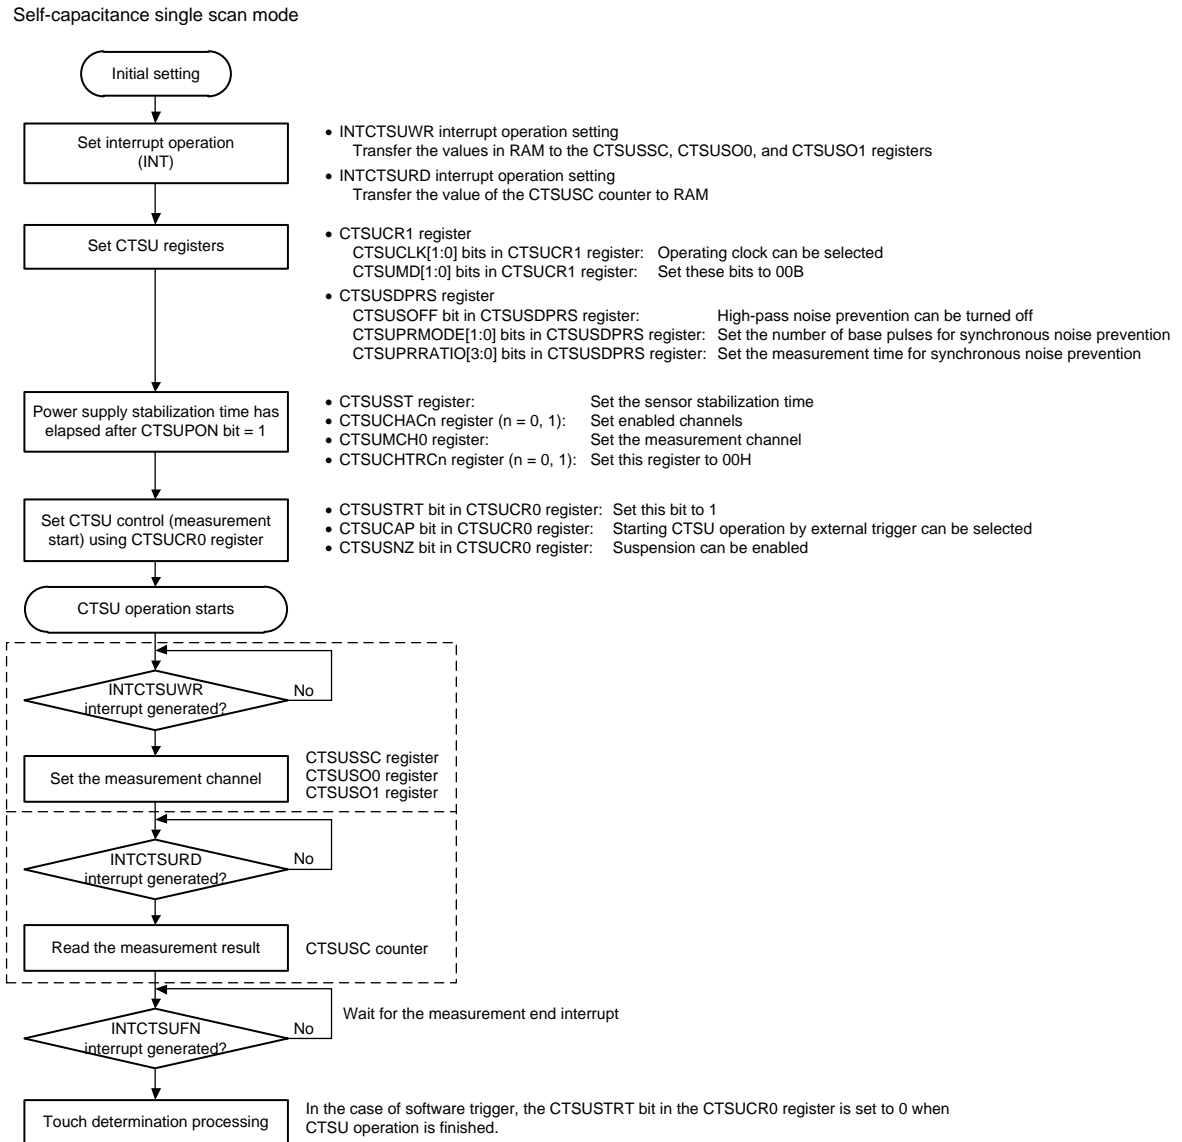 Self-capacitance single scan mode
Initial setting
Set interrupt operation
(INT)
• INTCTSUWR interrupt operation setting
Transfer the values in RAM to the CTSUSSC, CTSUSO0, and CTSUSO1 registers
• INTCTSURD interrupt operation setting
Transfer the value of the CTSUSC counter to RAM
Set CTSU registers
• CTSUCR1 register
CTSUCLK[1:0] bits in CTSUCR1 register: Operating clock can be selected
CTSUMD[1:0] bits in CTSUCR1 register: Set these bits to 00B
• CTSUSDPRS register
CTSUSOFF bit in CTSUSDPRS register: High-pass noise prevention can be turned off
CTSUPRMODE[1:0] bits in CTSUSDPRS register: Set the number of base pulses for synchronous noise prevention
CTSUPRRATIO[3:0] bits in CTSUSDPRS register: Set the measurement time for synchronous noise prevention
Power supply stabilization time has
elapsed after CTSUPON bit = 1
• CTSUSST register: Set the sensor stabilization time
• CTSUCHACn register (n = 0, 1): Set enabled channels
• CTSUMCH0 register: Set the measurement channel
• CTSUCHTRCn register (n = 0, 1): Set this register to 00H
Set CTSU control (measurement
start) using CTSUCR0 register
• CTSUSTRT bit in CTSUCR0 register: Set this bit to 1
• CTSUCAP bit in CTSUCR0 register: Starting CTSU operation by external trigger can be selected
• CTSUSNZ bit in CTSUCR0 register: Suspension can be enabled
CTSU operation starts
INTCTSUWR
interrupt generated?
No
Set the measurement channel
CTSUSSC register
CTSUSO0 register
CTSUSO1 register
INTCTSURD
interrupt generated?
No
Read the measurement result
CTSUSC counter
INTCTSUFN
interrupt generated?
No
Wait for the measurement end interrupt
Touch determination processing
In the case of software trigger, the CTSUSTRT bit in the CTSUCR0 register is set to 0 when
CTSU operation is finished.